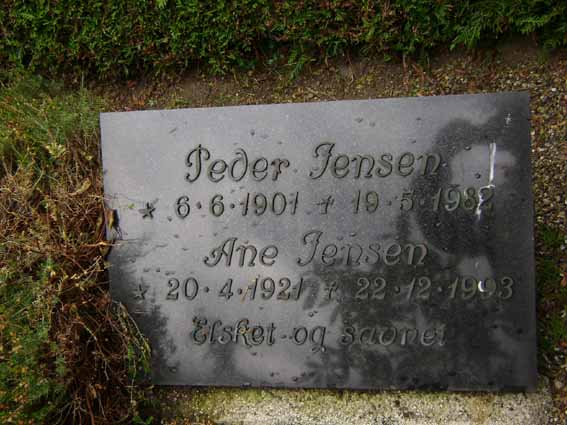 Peder Jensen
* 6·6·1901 † 19·5·1982
Ane Jensen
* 20·4·1921 † 22·12·1993
Elsket og savnet